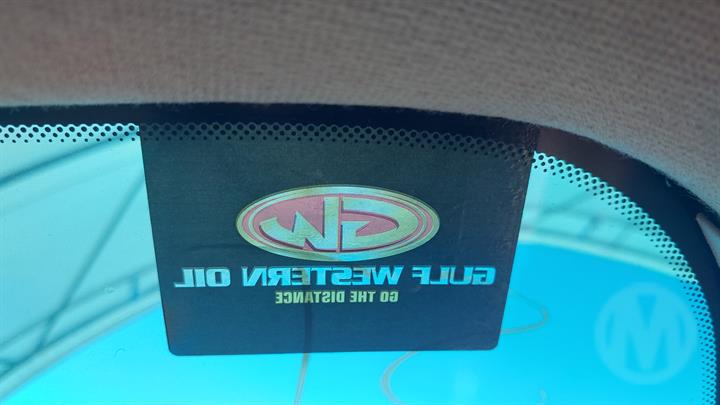 GW
GULF WESTERN OIL
GO THE DISTANCE
M